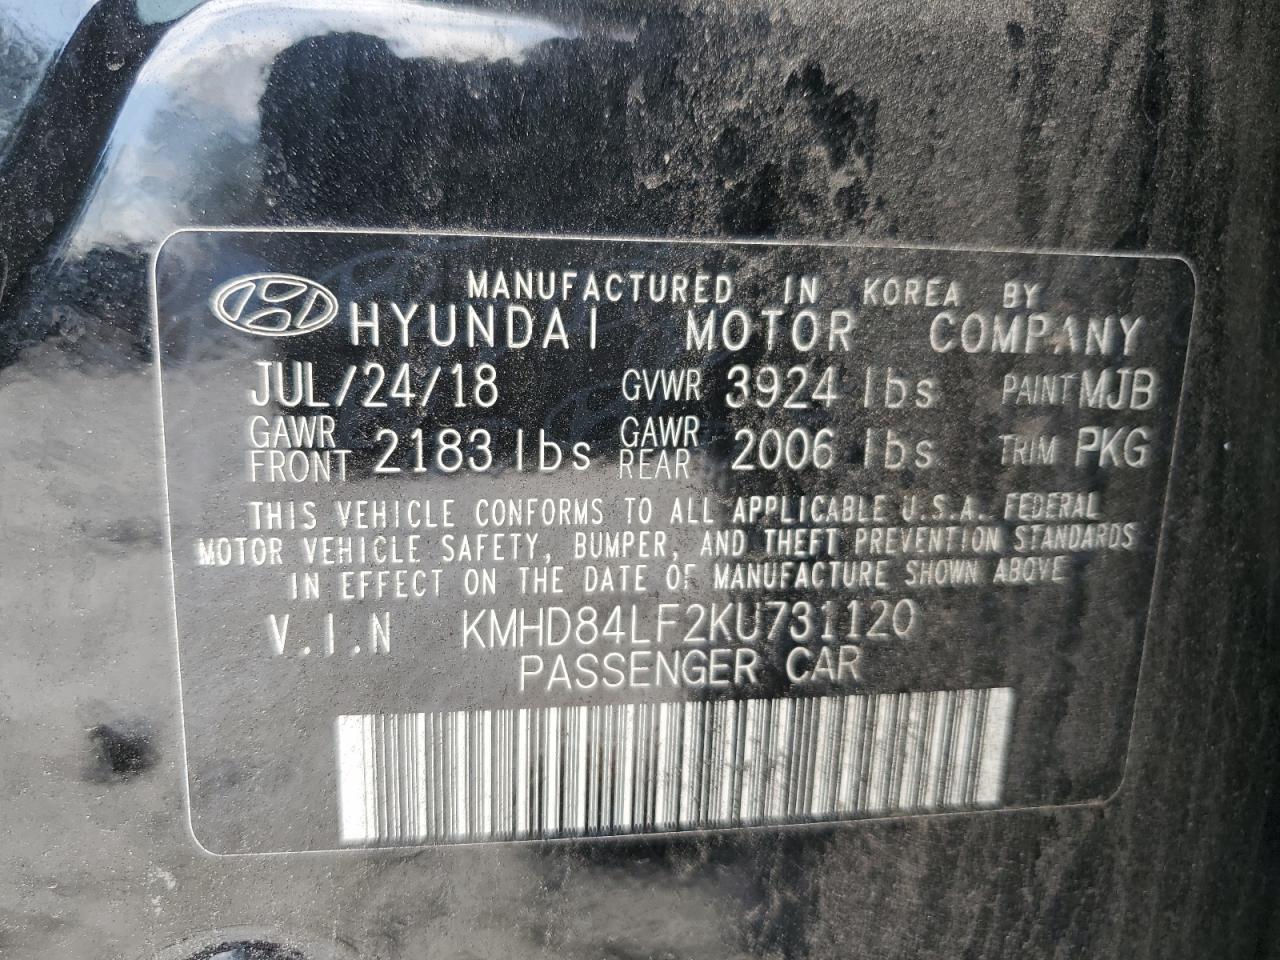 MANUFACTURED IN KOREA BY
HYUNDAI MOTOR COMPANY
JUL/24/18 GVWR 3924 lbs PAINT MJB
GAWR FRONT 2183 lbs GAWR REAR 2006 lbs TRIM PKG
THIS VEHICLE CONFORMS TO ALL APPLICABLE U.S.A. FEDERAL
MOTOR VEHICLE SAFETY, BUMPER, AND THEFT PREVENTION STANDARDS
IN EFFECT ON THE DATE OF MANUFACTURE SHOWN ABOVE
V.I.N KMHD84LF2KU731120
PASSENGER CAR